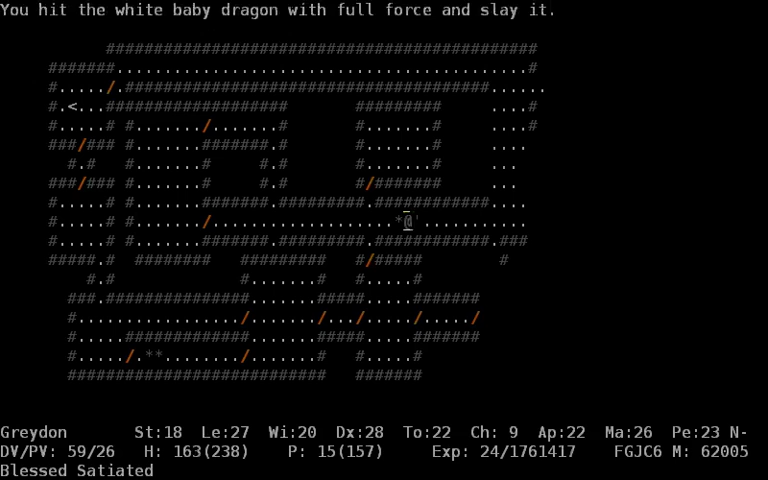 You hit the white baby dragon with full force and slay it.
Greydon St:18 Le:27 Wi:20 Dx:28 To:22 Ch: 9 Ap:22 Ma:26 Pe:23 N-
DV/PV: 59/26 H: 163(238) P: 15(157) Exp: 24/1761417 FGJC6 M: 62005
Blessed Satiated